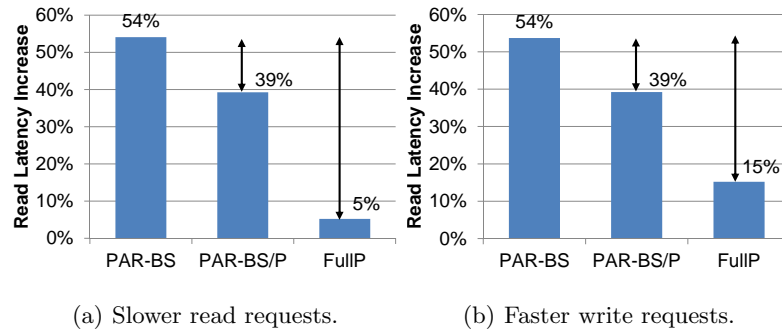 Read Latency Increase
60%
50%
40%
30%
20%
10%
0%
54%
39%
5%
PAR-BS
PAR-BS/P
FullP
(a) Slower read requests.
Read Latency Increase
60%
50%
40%
30%
20%
10%
0%
54%
39%
15%
PAR-BS
PAR-BS/P
FullP
(b) Faster write requests.